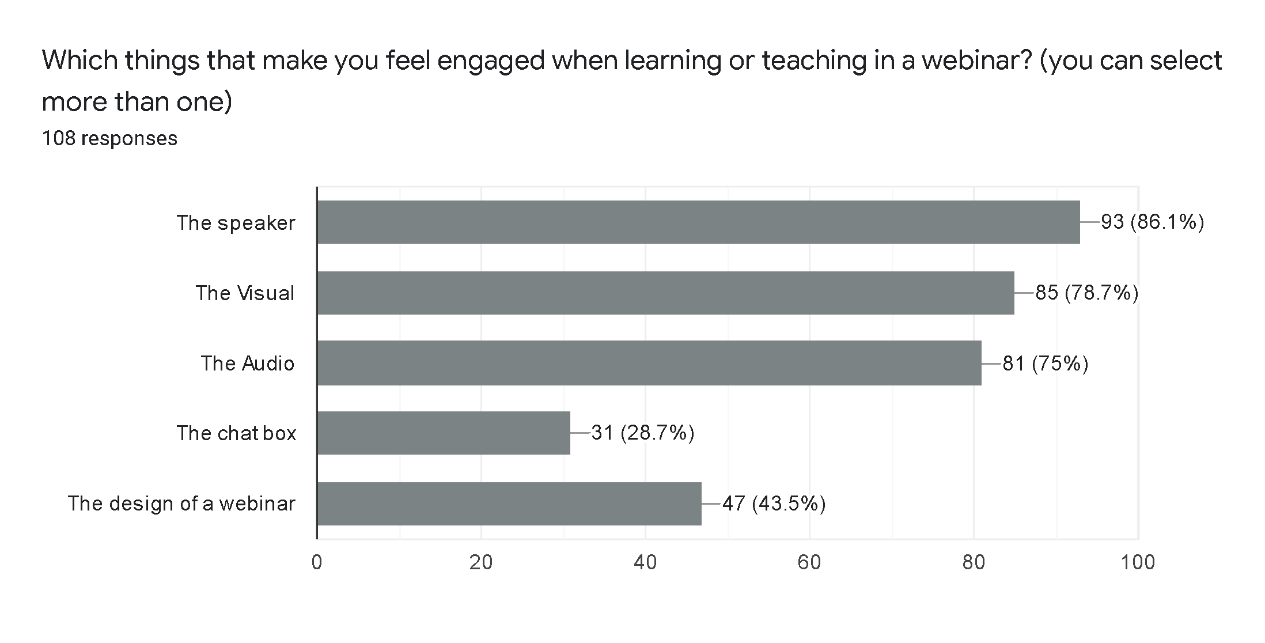 Which things that make you feel engaged when learning or teaching in a webinar? (you can select
more than one)
108 responses
The speaker
93 (86.1%)
The Visual
85 (78.7%)
The Audio
81 (75%)
The chat box
31 (28.7%)
The design of a webinar
47 (43.5%)
0 20 40 60 80 100